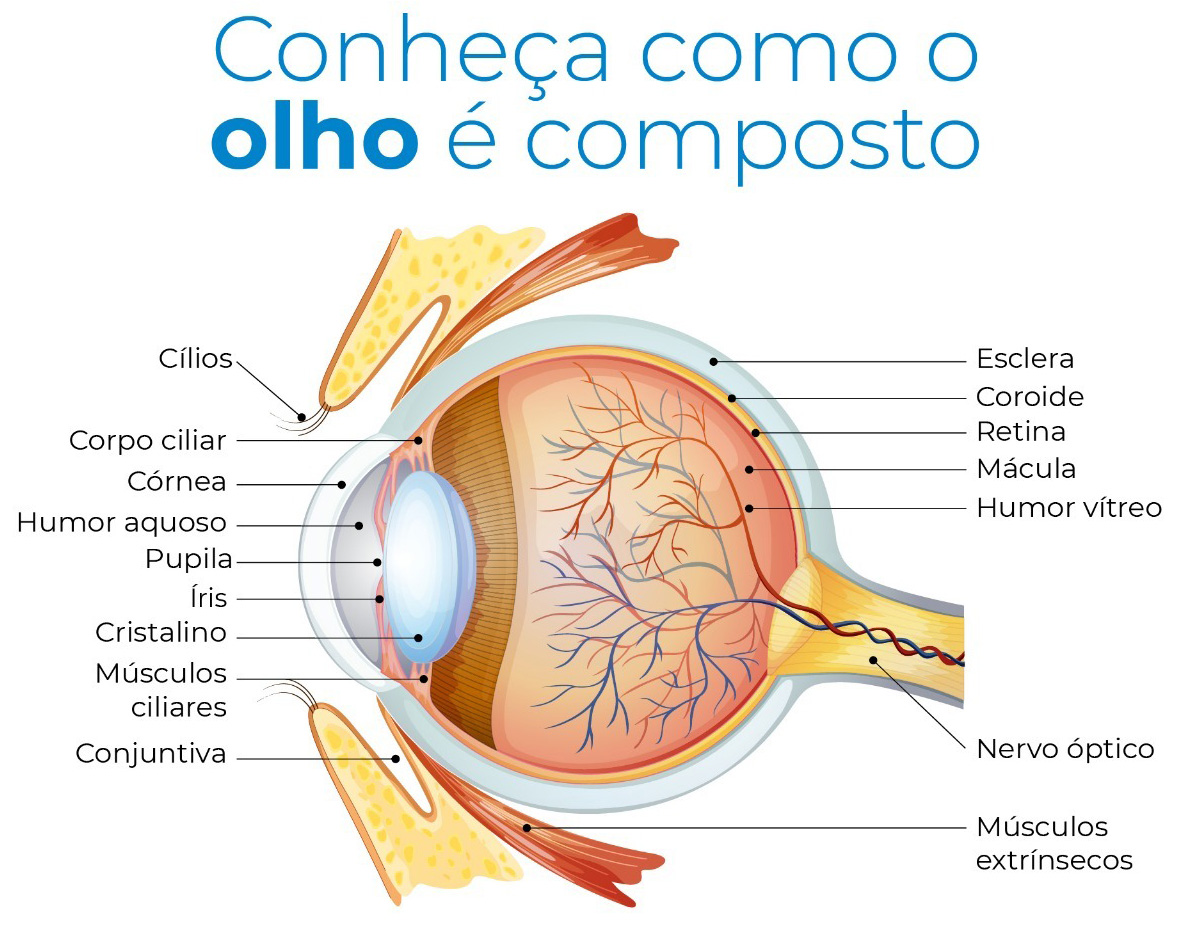 Conheça como o
olho é composto
Cílios
Corpo ciliar
Córnea
Humor aquoso
Pupila
Íris
Cristalino
Músculos
ciliares
Conjuntiva
Esclera
Coroide
Retina
Mácula
Humor vítreo
Nervo óptico
Músculos
extrínsecos